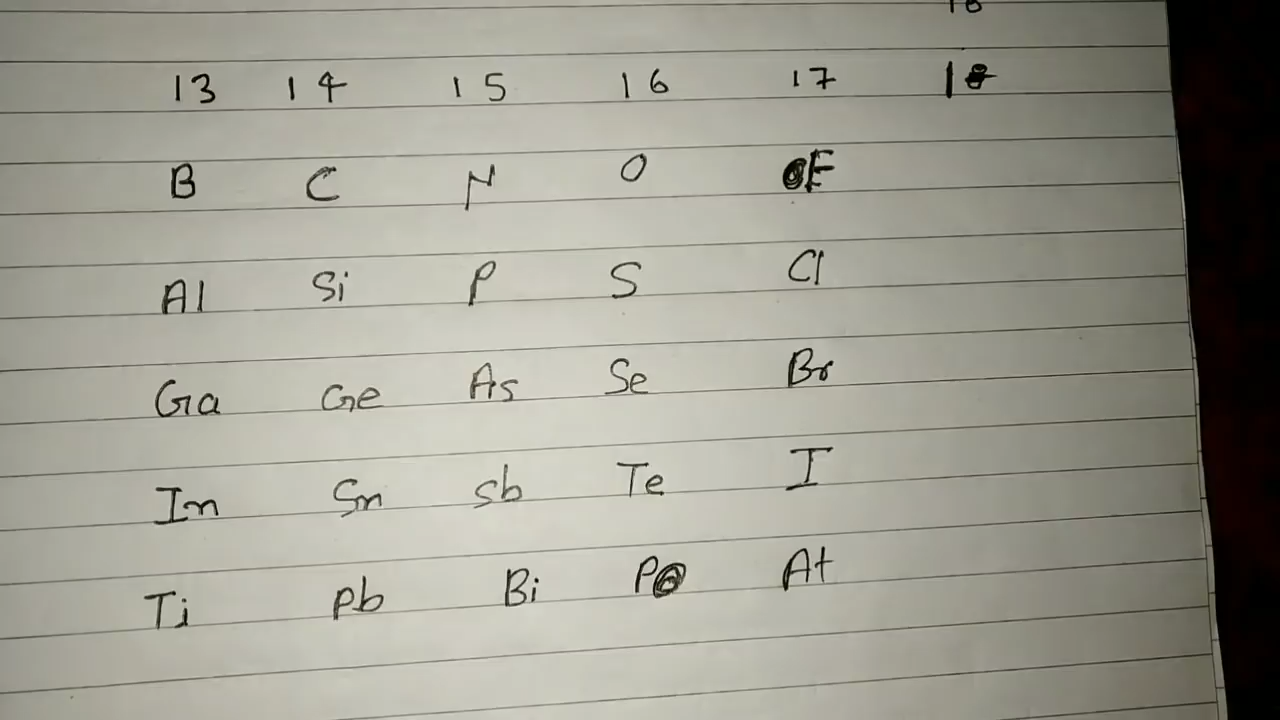 18
13 14 15 16 17 18
B C N O F
Al Si P S Cl
Ga Ge As Se Br
In Sn Sb Te I
Ti Pb Bi Po At